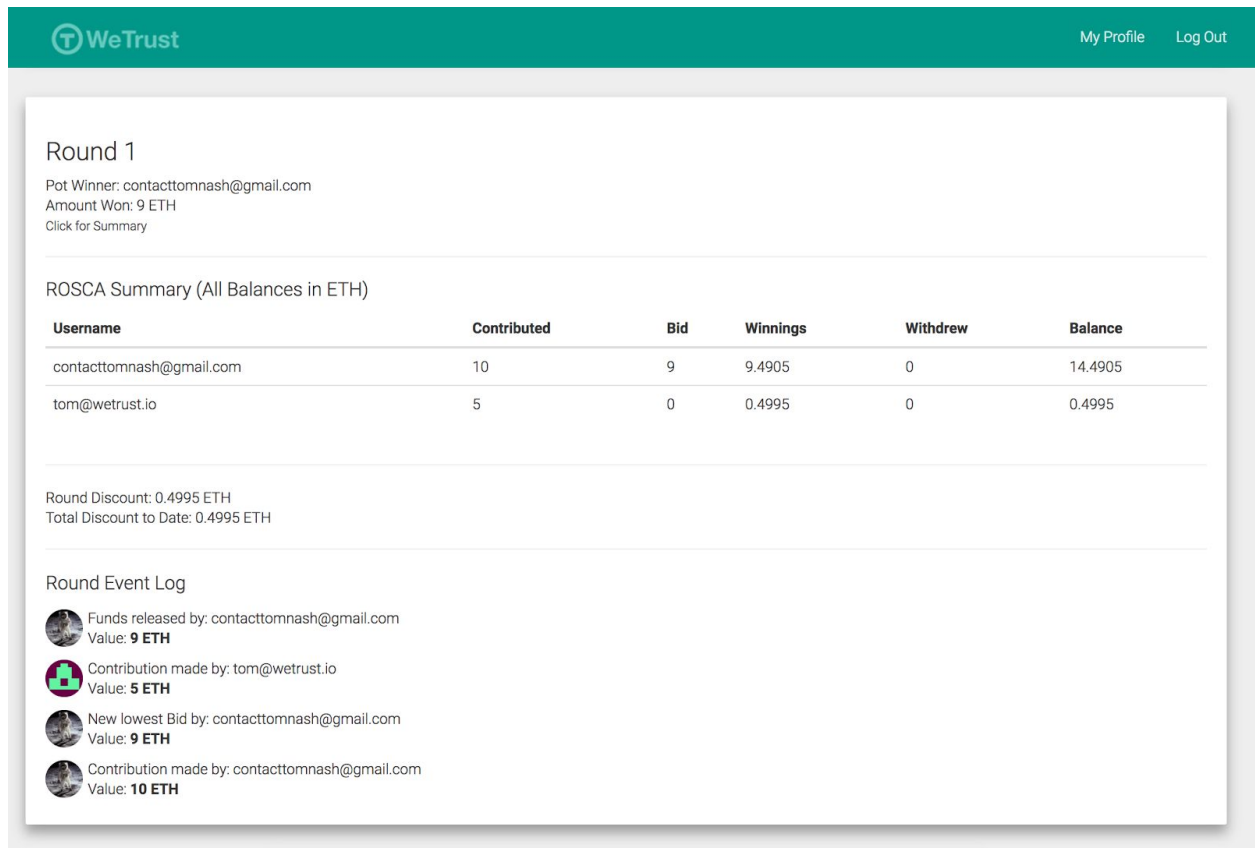 WeTrust
My Profile Log Out
Round 1
Pot Winner: contacttomnash@gmail.com
Amount Won: 9 ETH
Click for Summary
ROSCA Summary (All Balances in ETH)
Username Contributed Bid Winnings Withdrew Balance
contacttomnash@gmail.com 10 9 9.4905 0 14.4905
tom@wetrust.io 5 0 0.4995 0 0.4995
Round Discount: 0.4995 ETH
Total Discount to Date: 0.4995 ETH
Round Event Log
Funds released by: contacttomnash@gmail.com
Value: 9 ETH
Contribution made by: tom@wetrust.io
Value: 5 ETH
New lowest Bid by: contacttomnash@gmail.com
Value: 9 ETH
Contribution made by: contacttomnash@gmail.com
Value: 10 ETH